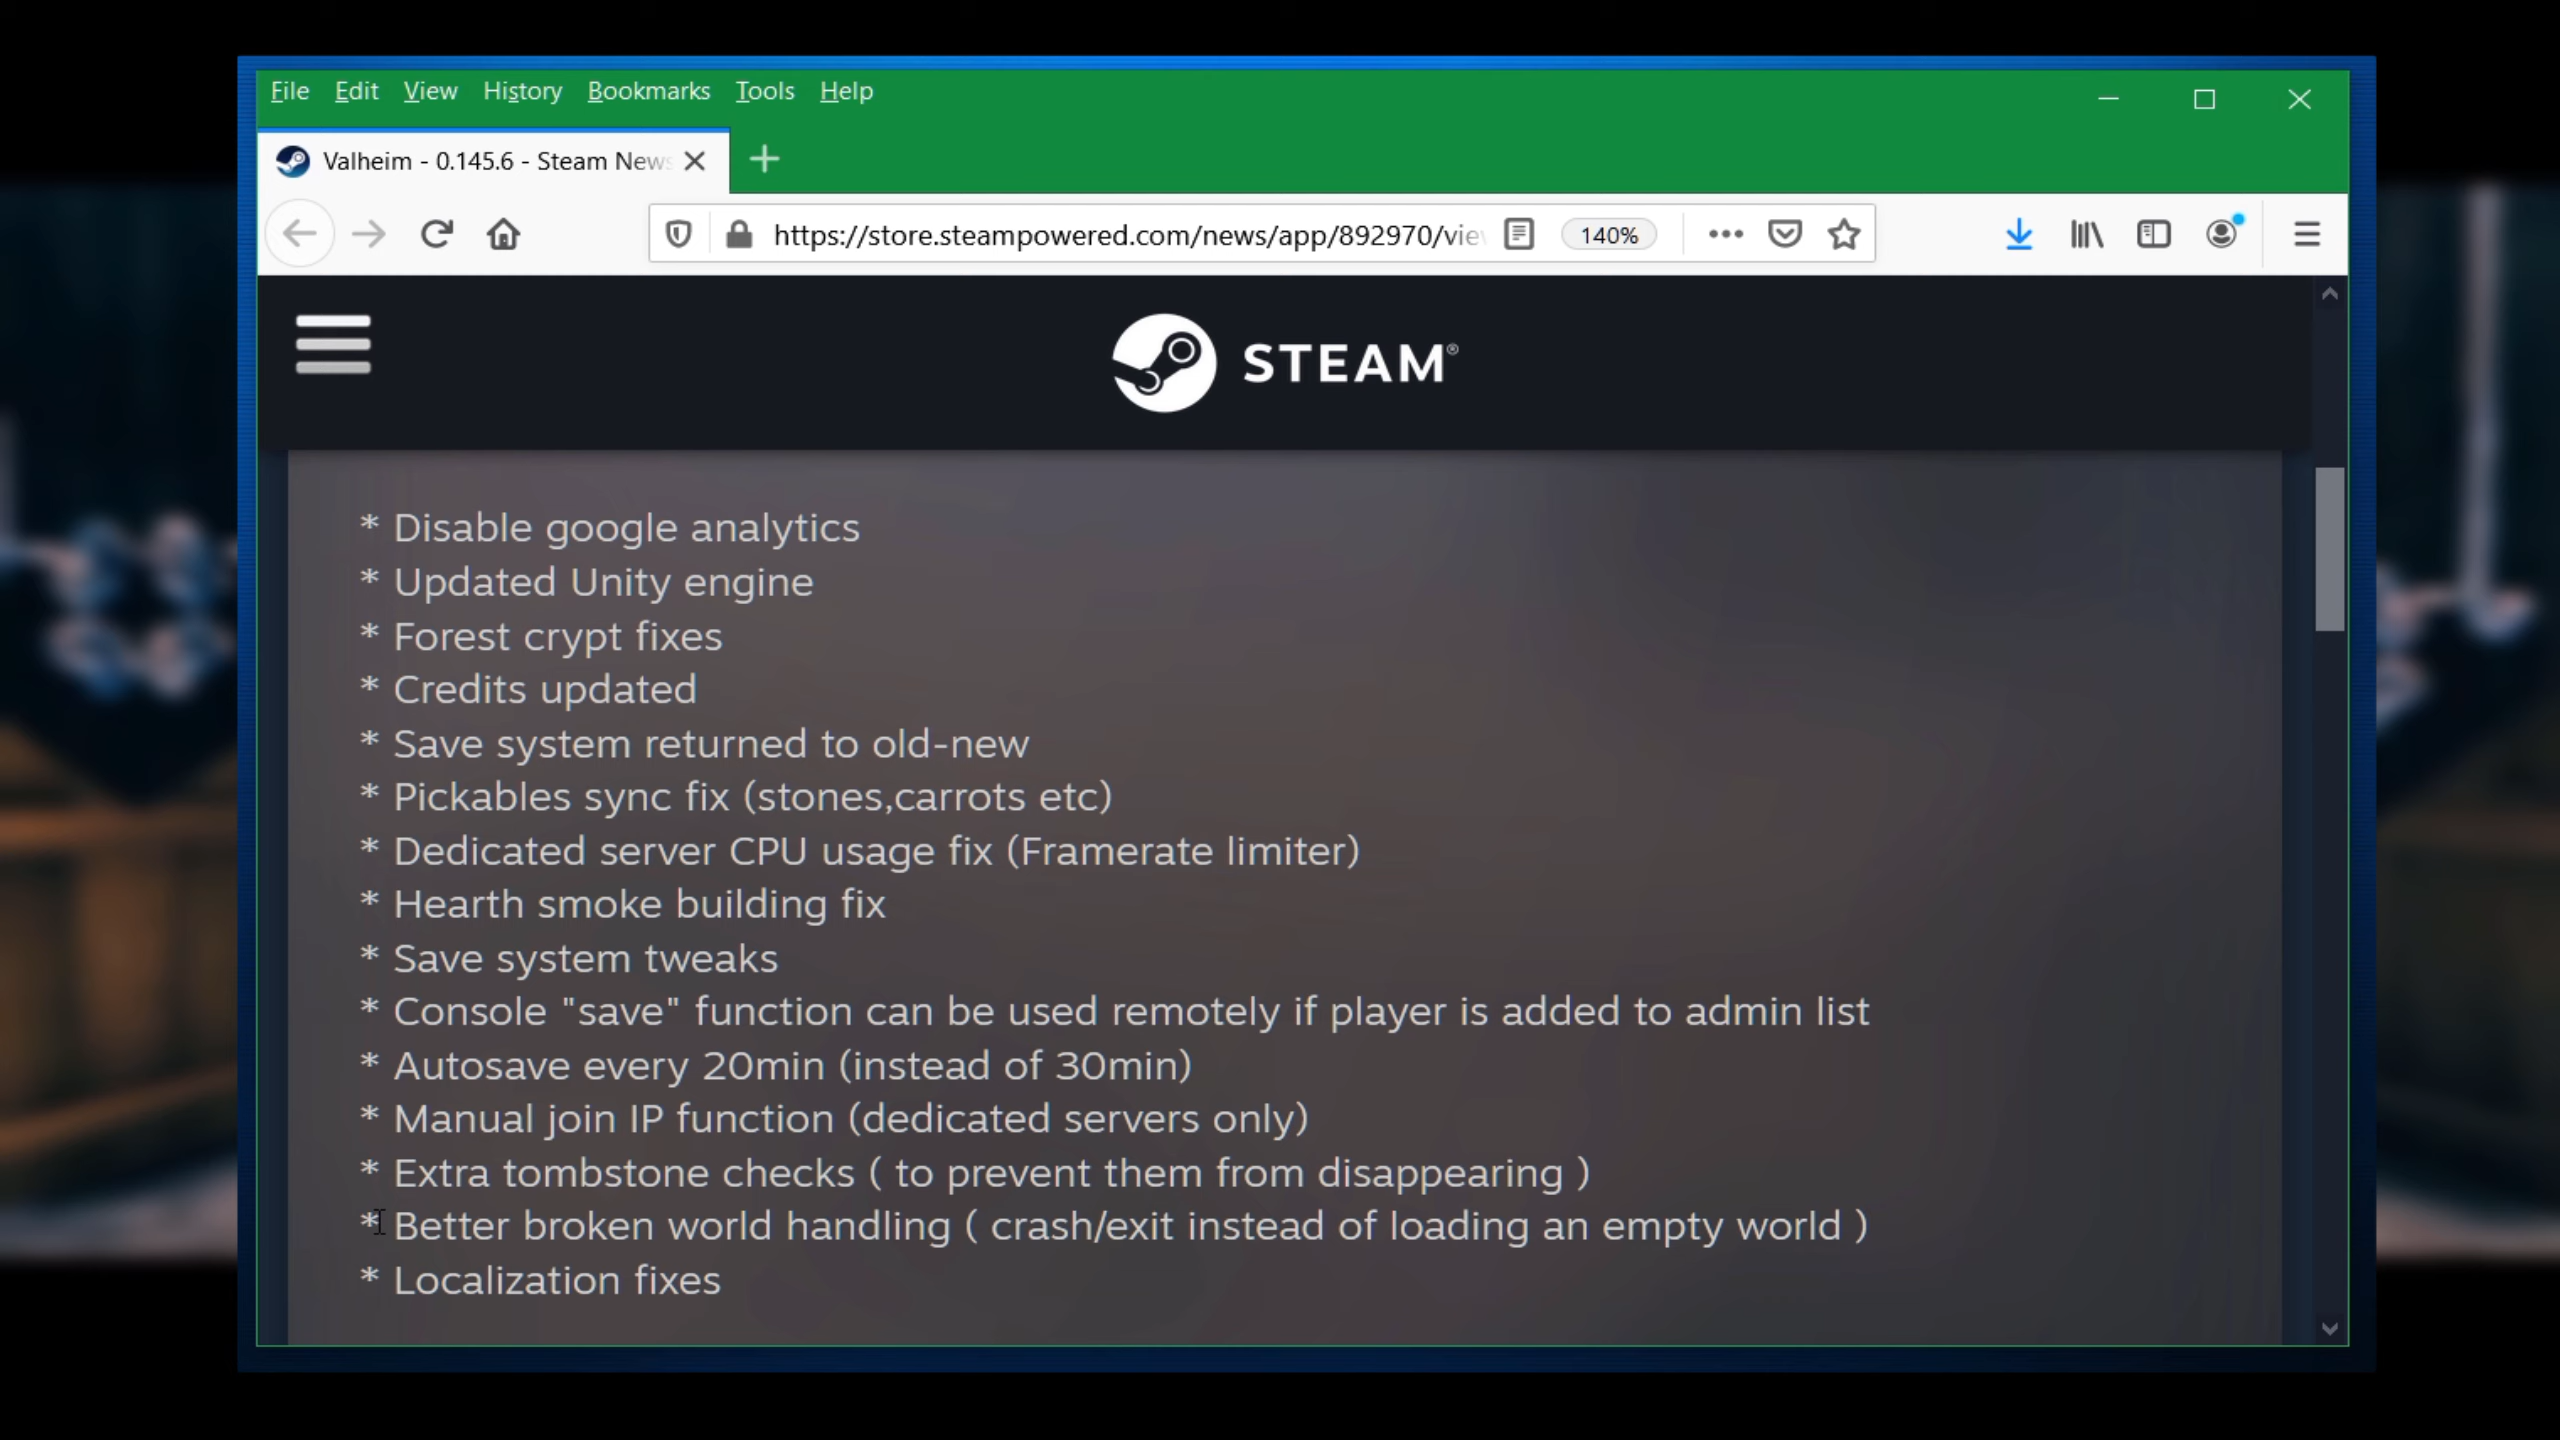 File Edit View History Bookmarks Tools Help
Valheim - 0.145.6 - Steam News
https://store.steampowered.com/news/app/892970/vie
140%
STEAM®
* Disable google analytics
* Updated Unity engine
* Forest crypt fixes
* Credits updated
* Save system returned to old-new
* Pickables sync fix (stones,carrots etc)
* Dedicated server CPU usage fix (Framerate limiter)
* Hearth smoke building fix
* Save system tweaks
* Console "save" function can be used remotely if player is added to admin list
* Autosave every 20min (instead of 30min)
* Manual join IP function (dedicated servers only)
* Extra tombstone checks ( to prevent them from disappearing )
* Better broken world handling ( crash/exit instead of loading an empty world )
* Localization fixes